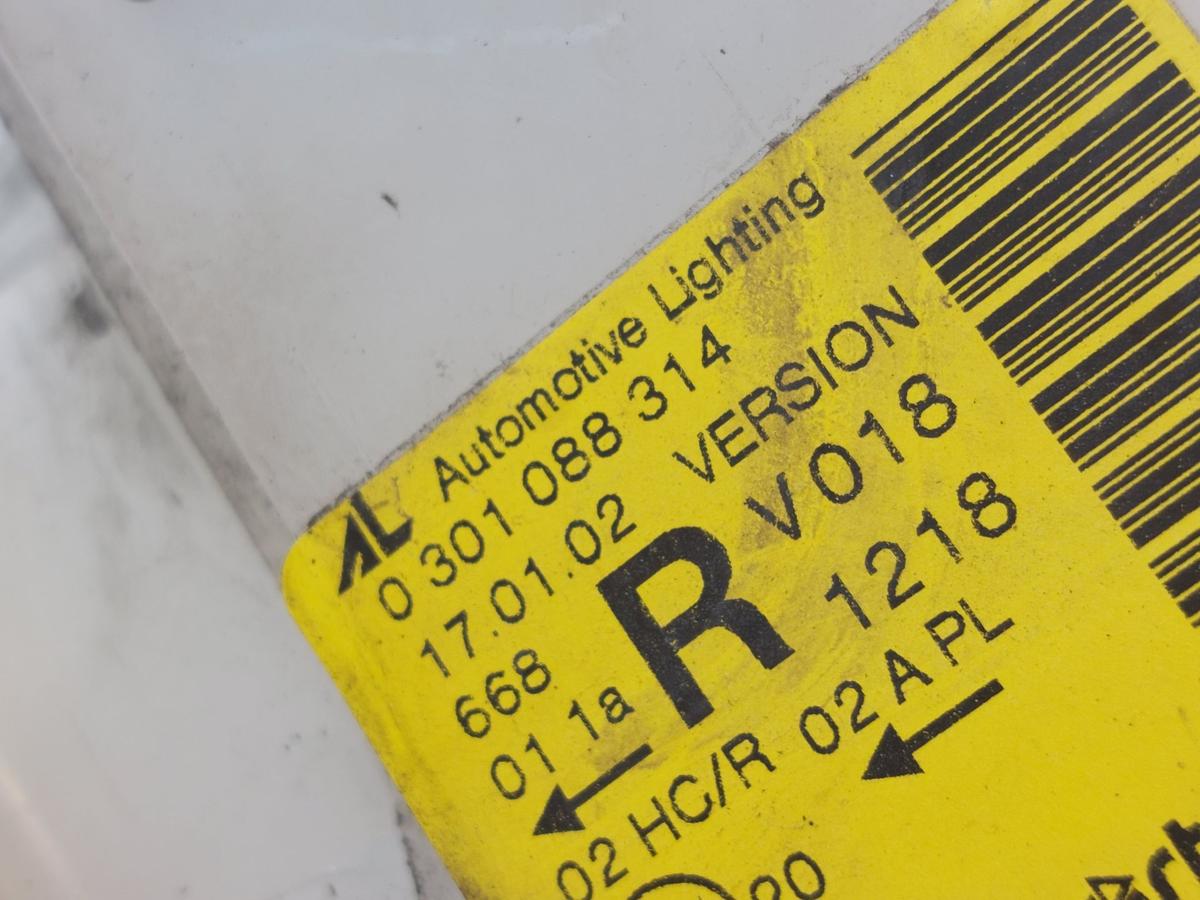 AL Automotive Lighting
0 301 088 314
17.01.02 VERSION
668 R V018
01 1a 1218
02 HC/R 02 A PL
20